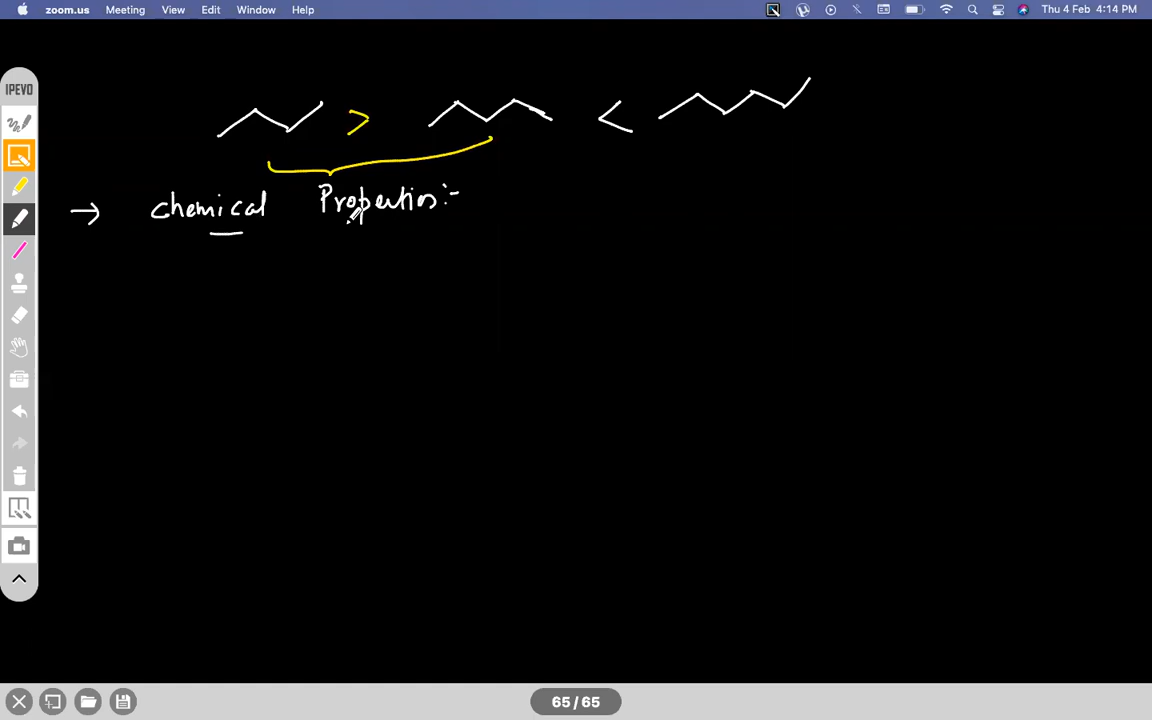 zoom.us Meeting View Edit Window Help Thu 4 Feb 4:14 PM
IPEVO
> <
→ Chemical Properties :-
65/65